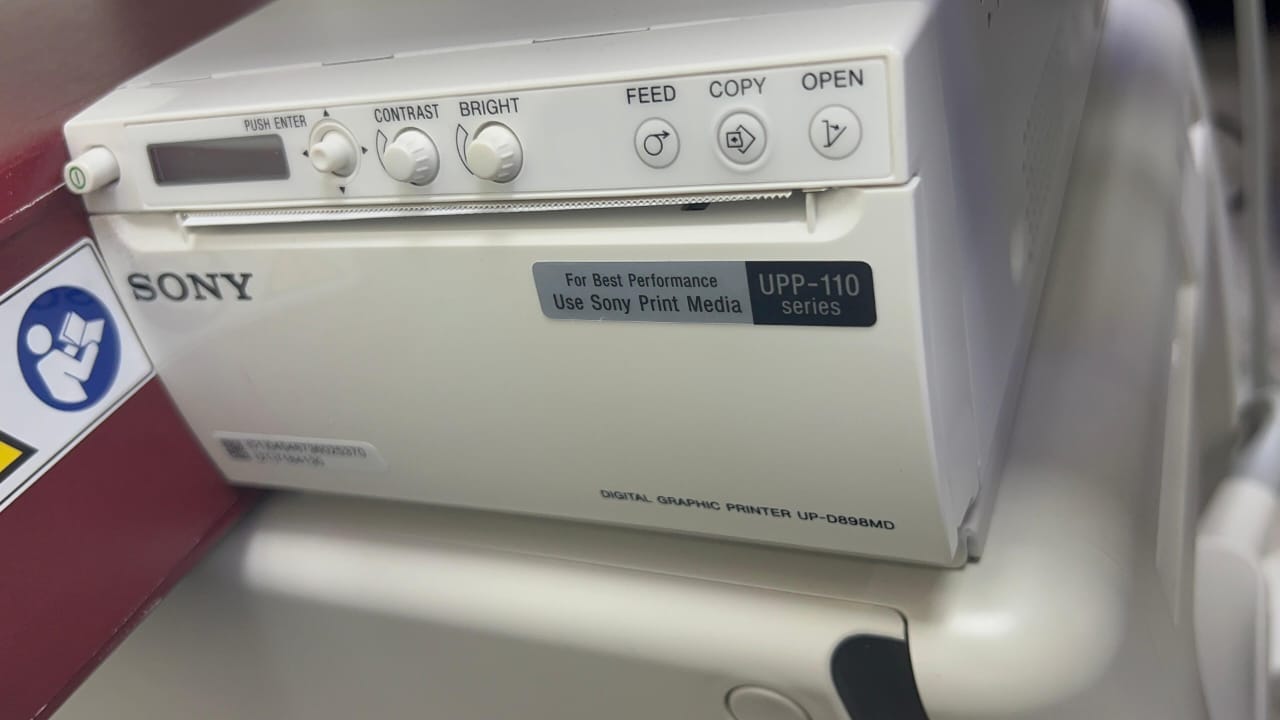 PUSH ENTER
CONTRAST
BRIGHT
FEED
COPY
OPEN
SONY
For Best Performance
Use Sony Print Media
UPP-110
series
DIGITAL GRAPHIC PRINTER UP-D898MD